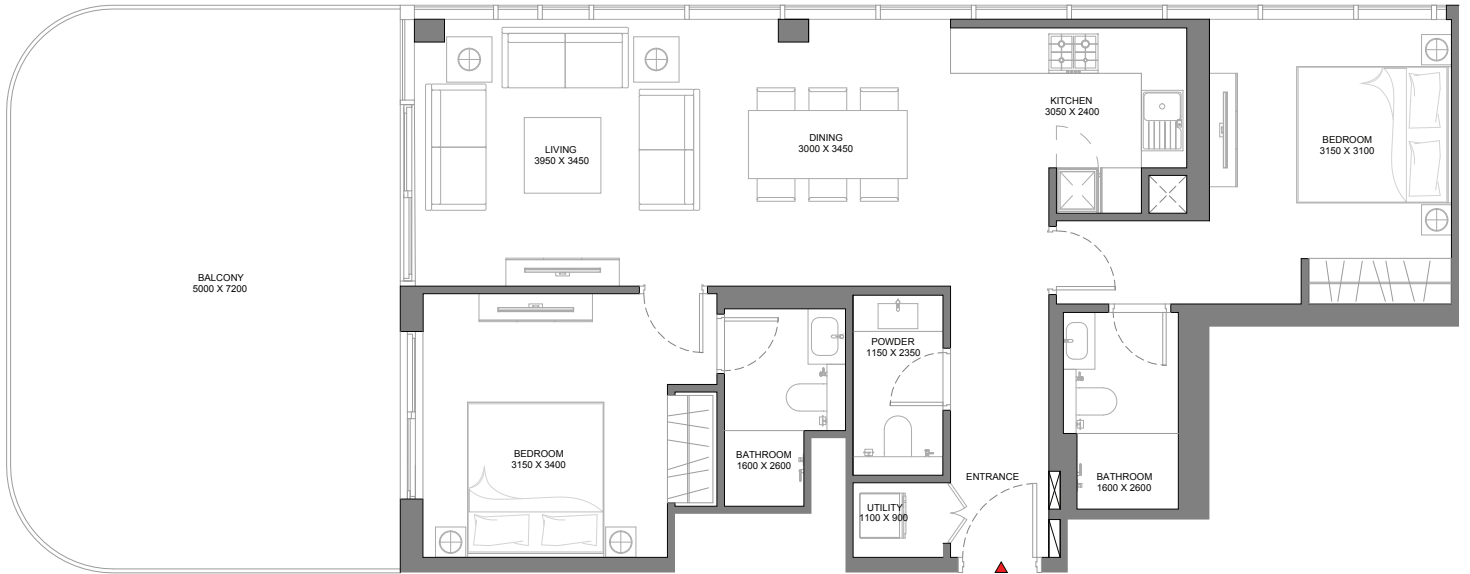 KITCHEN
3050 X 2400
DINING
3000 X 3450
BEDROOM
3150 X 3100
LIVING
3950 X 3450
BALCONY
5000 X 7200
POWDER
1150 X 2350
BEDROOM
3150 X 3400
BATHROOM
1600 X 2600
ENTRANCE
BATHROOM
1600 X 2600
UTILITY
1100 X 900